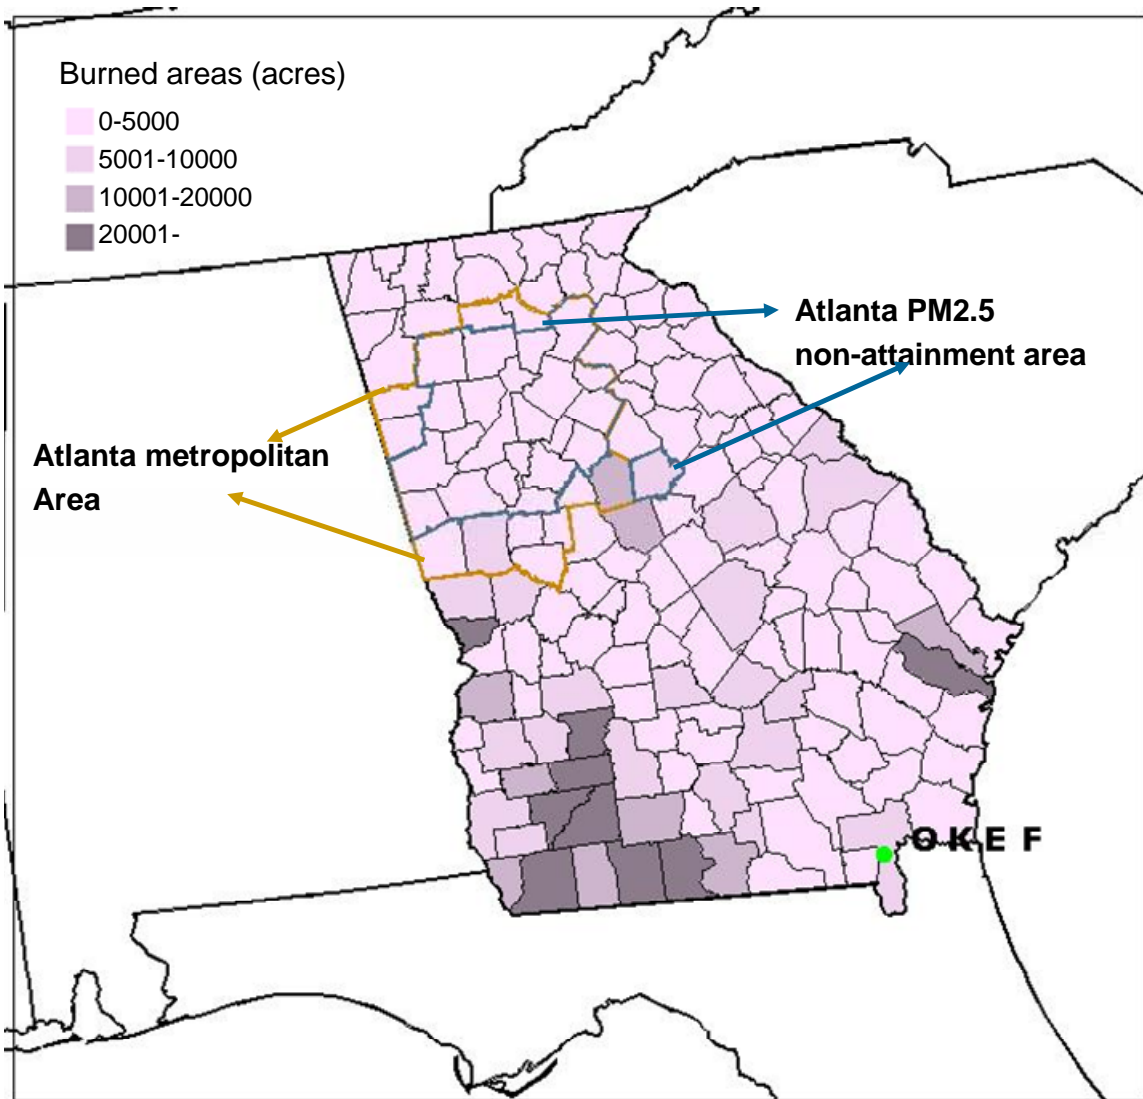 Burned areas (acres)
0-5000
5001-10000
10001-20000
20001-
Atlanta PM2.5
non-attainment area
Atlanta metropolitan
Area
OKEF